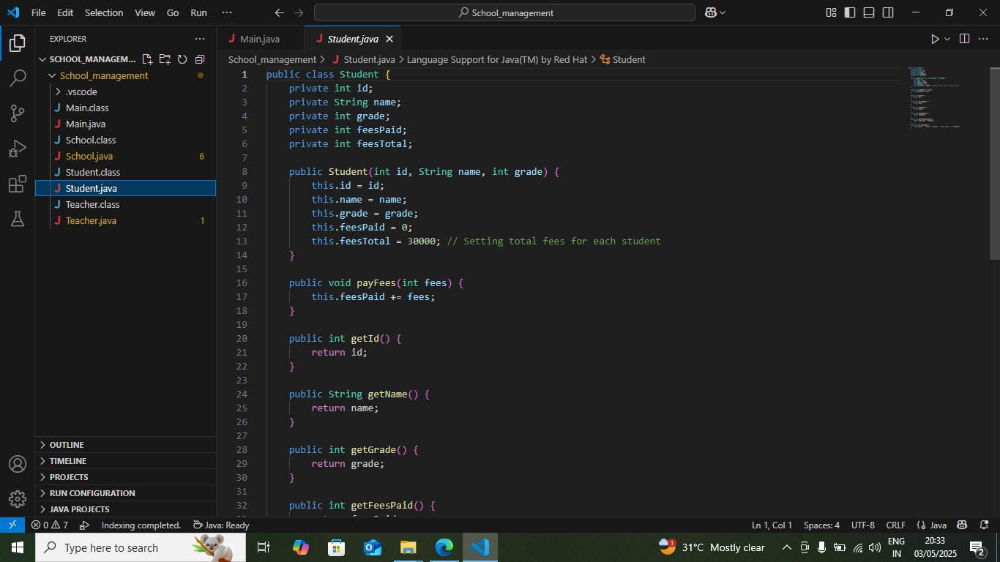 File Edit Selection View Go Run ··· School_management
EXPLORER ···
SCHOOL_MANAGEM...
School_management
.vscode
Main.class
Main.java
School.class
School.java 6
Student.class
Student.java
Teacher.class
Teacher.java 1
OUTLINE
TIMELINE
PROJECTS
RUN CONFIGURATION
JAVA PROJECTS
Main.java Student.java
School_management > Student.java > Language Support for Java(TM) by Red Hat > Student
1 public class Student {
2 private int id;
3 private String name;
4 private int grade;
5 private int feesPaid;
6 private int feesTotal;
7
8 public Student(int id, String name, int grade) {
9 this.id = id;
10 this.name = name;
11 this.grade = grade;
12 this.feesPaid = 0;
13 this.feesTotal = 30000; // Setting total fees for each student
14 }
15
16 public void payFees(int fees) {
17 this.feesPaid += fees;
18 }
19
20 public int getId() {
21 return id;
22 }
23
24 public String getName() {
25 return name;
26 }
27
28 public int getGrade() {
29 return grade;
30 }
31
32 public int getFeesPaid() {
0 7 Indexing completed. Java: Ready Ln 1, Col 1 Spaces: 4 UTF-8 CRLF {} Java
Type here to search 1 31°C Mostly clear ENG IN 20:33 03/05/2025 2